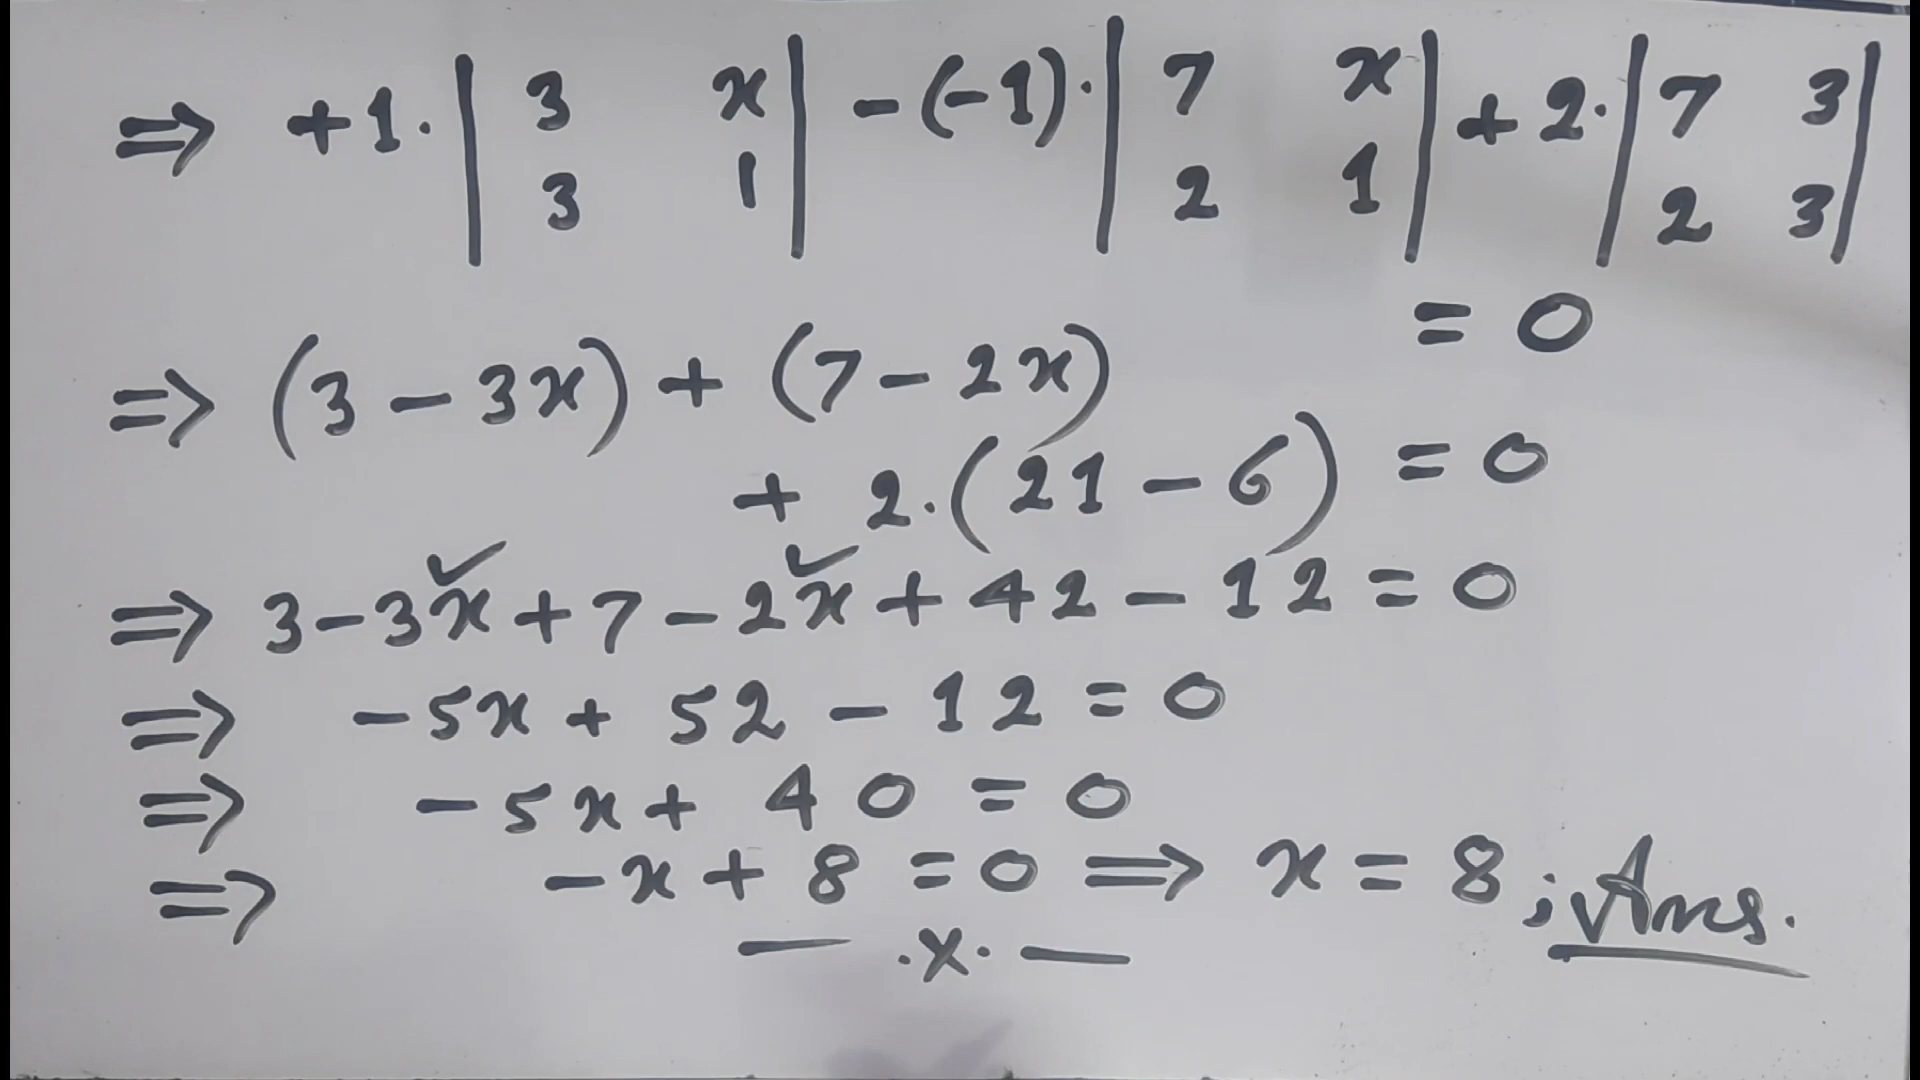 ⇒ +1. | 3 x | - (-1). | 7 x | + 2. | 7 3 |
| 3 1 | | 2 1 | | 2 3 |
= 0
⇒ (3 - 3x) + (7 - 2x)
+ 2.(21 - 6) = 0
⇒ 3 - 3x + 7 - 2x + 42 - 12 = 0
⇒ - 5x + 52 - 12 = 0
⇒ - 5x + 40 = 0
⇒ - x + 8 = 0 ⇒ x = 8 ; Ans.
— .x. —